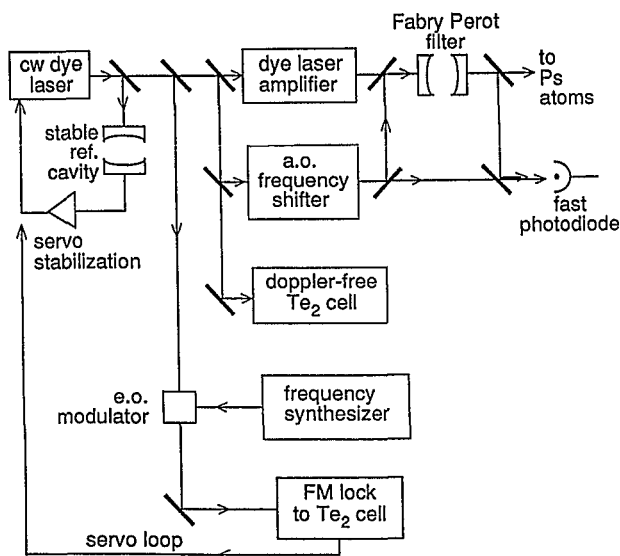 Fabry Perot
filter
cw dye
laser
dye laser
amplifier
to
Ps
atoms
stable
ref.
cavity
a.o.
frequency
shifter
fast
photodiode
servo
stabilization
doppler-free
Te2 cell
e.o.
modulator
frequency
synthesizer
FM lock
to Te2 cell
servo loop